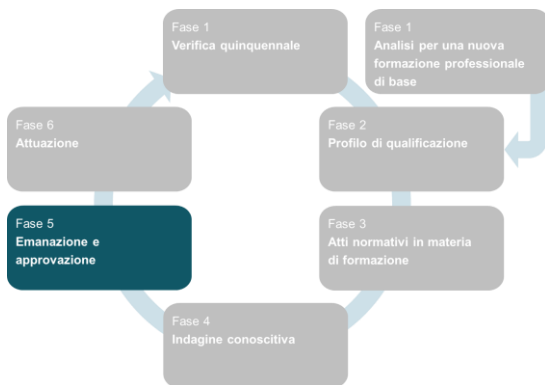 Fase 1
Verifica quinquennale
Fase 1
Analisi per una nuova
formazione professionale
di base
Fase 6
Attuazione
Fase 2
Profilo di qualificazione
Fase 5
Emanazione e
approvazione
Fase 3
Atti normativi in materia
di formazione
Fase 4
Indagine conoscitiva